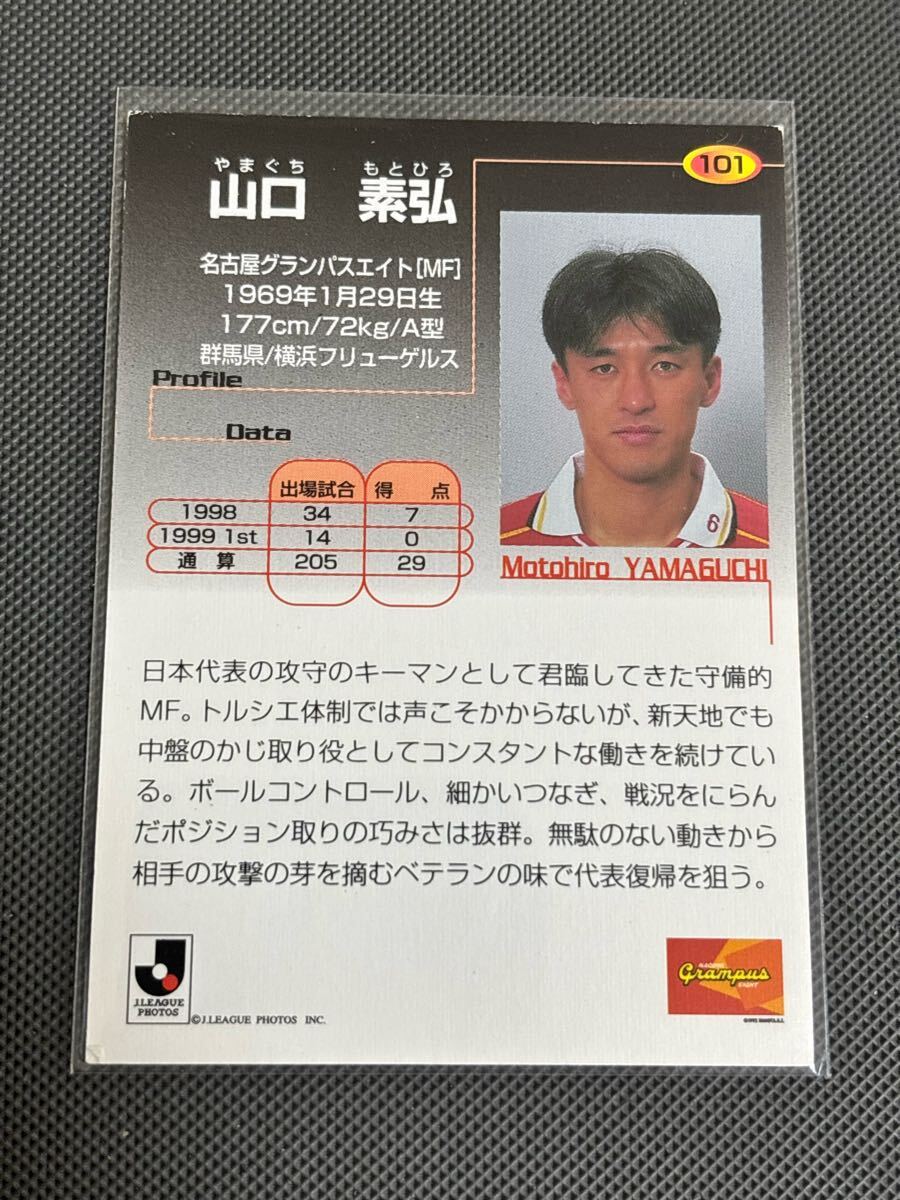 やまぐち もとひろ
山口 素弘
101
名古屋グランパスエイト[MF]
1969年1月29日生
177cm/72kg/A型
群馬県/横浜フリューゲルス
Profile
Data
出場試合 得点
1998 34 7
1999 1st 14 0
通算 205 29
6
Motohiro YAMAGUCHI
日本代表の攻守のキーマンとして君臨してきた守備的
MF。トルシエ体制では声こそかからないが、新天地でも
中盤のかじ取り役としてコンスタントな働きを続けてい
る。ボールコントロール、細かいつなぎ、戦況をにらん
だポジション取りの巧みさは抜群。無駄のない動きから
相手の攻撃の芽を摘むベテランの味で代表復帰を狙う。
J.LEAGUE
PHOTOS
©J.LEAGUE PHOTOS INC.
NAGOYA
Grampus
EIGHT